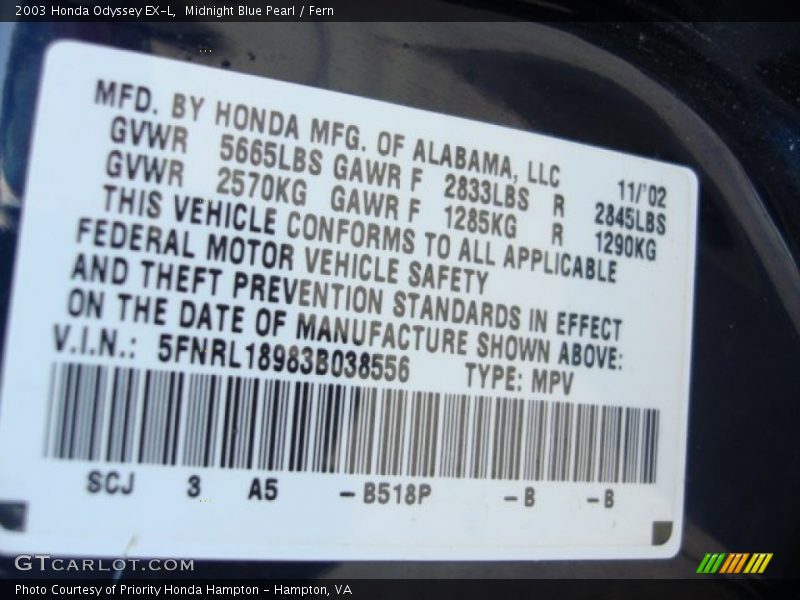 2003 Honda Odyssey EX-L, Midnight Blue Pearl / Fern
MFD. BY HONDA MFG. OF ALABAMA, LLC 11/'02
GVWR 5665LBS GAWR F 2833LBS R 2845LBS
GVWR 2570KG GAWR F 1285KG R 1290KG
THIS VEHICLE CONFORMS TO ALL APPLICABLE
FEDERAL MOTOR VEHICLE SAFETY
AND THEFT PREVENTION STANDARDS IN EFFECT
ON THE DATE OF MANUFACTURE SHOWN ABOVE:
V.I.N.: 5FNRL18983B038556 TYPE: MPV
SCJ 3 A5 -B518P -B -B
GTCARLOT.COM
Photo Courtesy of Priority Honda Hampton - Hampton, VA